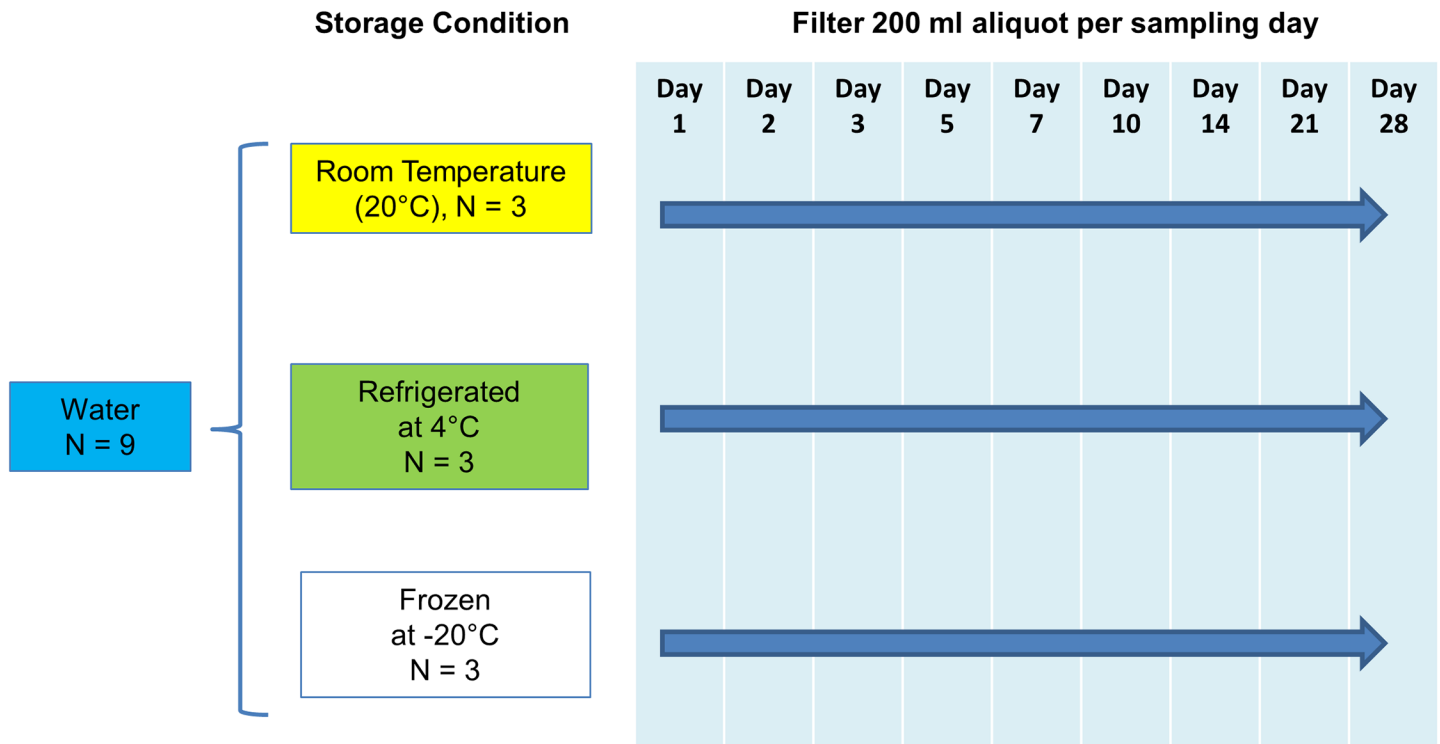 Storage Condition
Filter 200 ml aliquot per sampling day
Day
1
Day
2
Day
3
Day
5
Day
7
Day
10
Day
14
Day
21
Day
28
Room Temperature
(20°C), N = 3
Water
N = 9
Refrigerated
at 4°C
N = 3
Frozen
at -20°C
N = 3